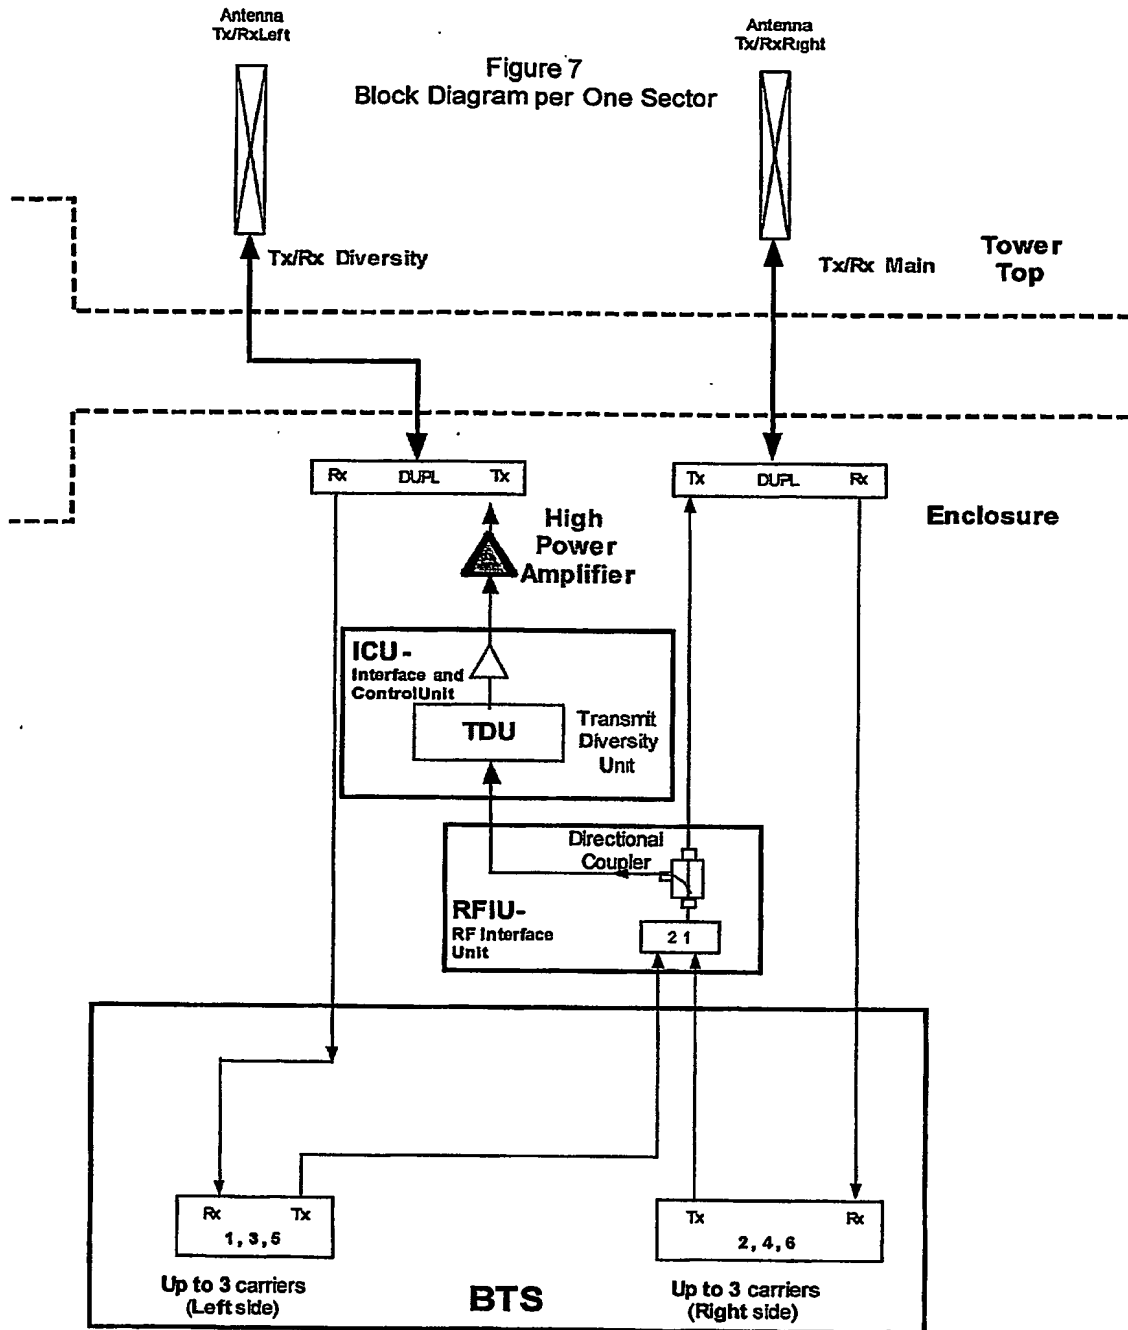 Antenna
Tx/RxLeft
Antenna
Tx/RxRight
Figure 7
Block Diagram per One Sector
Tx/Rx Diversity
Tx/Rx Main
Tower
Top
Rx DUPL Tx
Tx DUPL Rx
Enclosure
High
Power
Amplifier
ICU -
Interface and
ControlUnit
TDU
Transmit
Diversity
Unit
Directional
Coupler
RFIU-
RF Interface
Unit
2 1
Rx Tx
1, 3, 5
Tx Rx
2, 4, 6
Up to 3 carriers
(Left side)
BTS
Up to 3 carriers
(Right side)